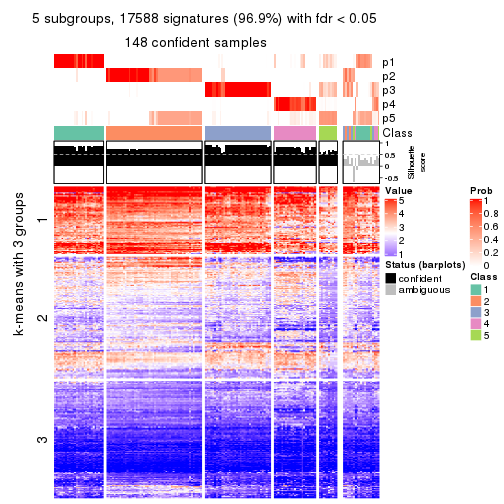 5 subgroups, 17588 signatures (96.9%) with fdr < 0.05
148 confident samples
p1
p2
p3
p4
p5
Class
1
0.5
0
-0.5
Silhouette
score
k-means with 3 groups
1
2
3
Value
5
4
3
2
1
Status (barplots)
confident
ambiguous
Prob
1
0.8
0.6
0.4
0.2
0
Class
1
2
3
4
5